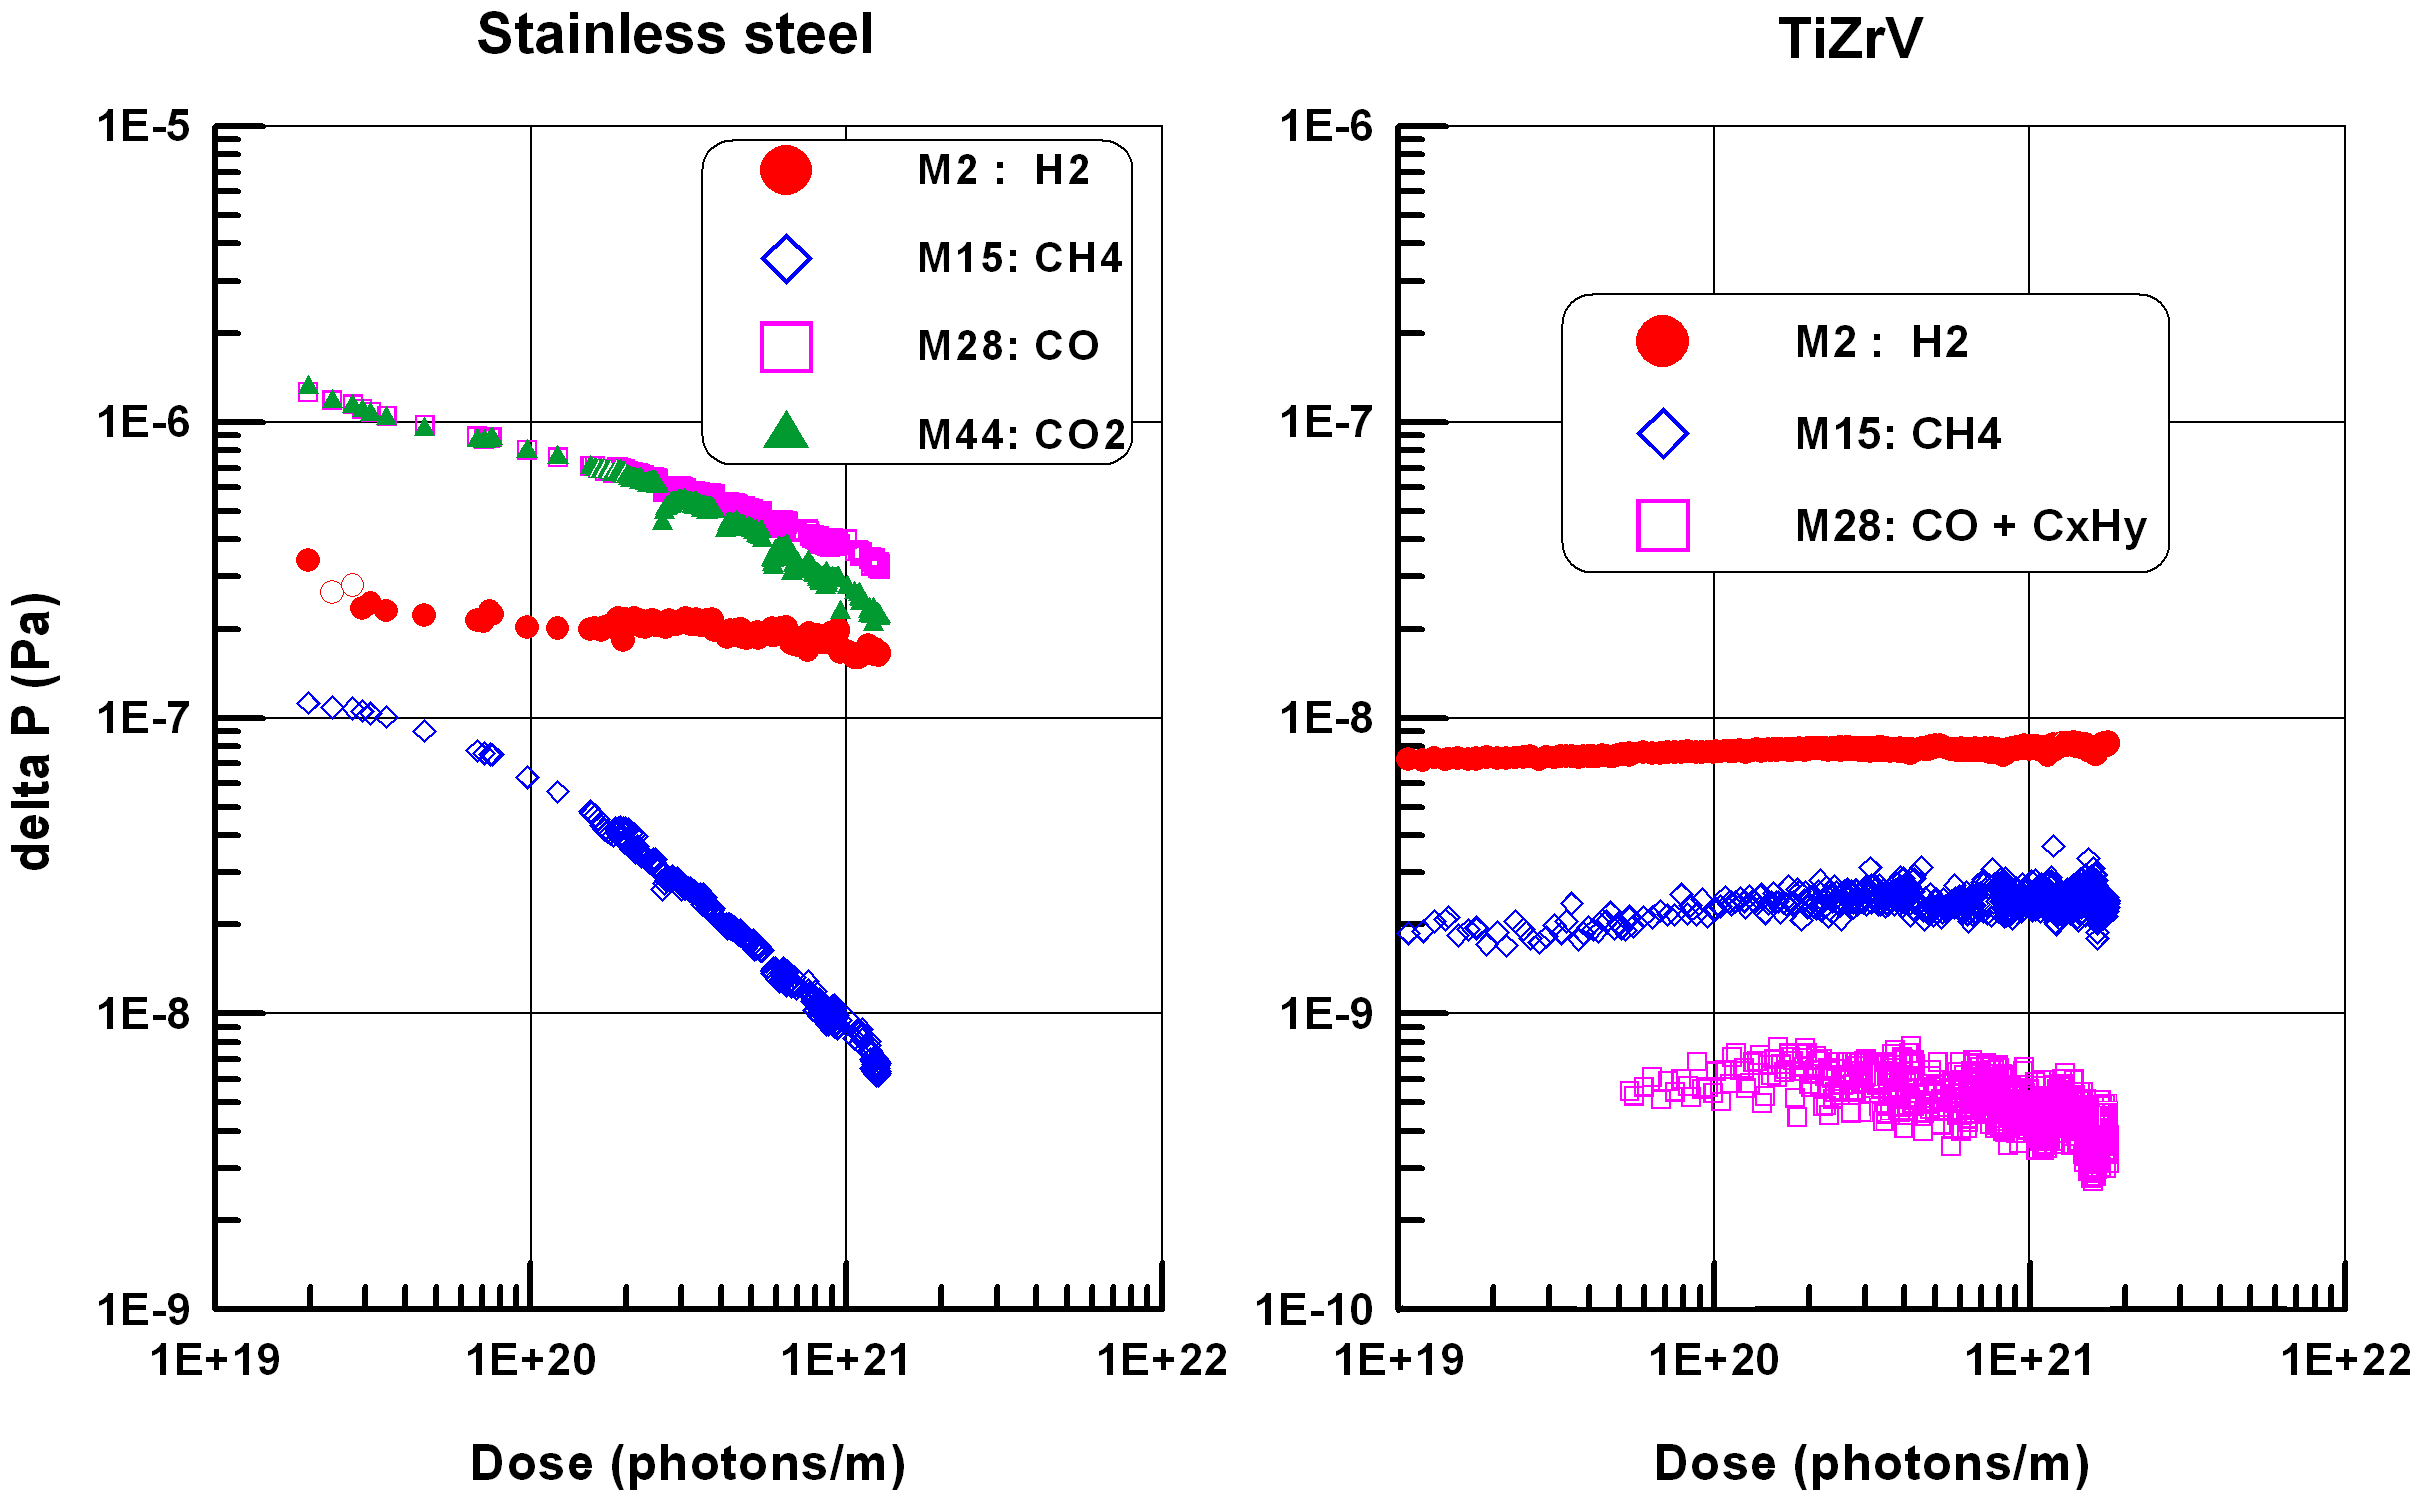 Stainless steel
TiZrV
1E-5
1E-6
1E-7
1E-8
1E-9
delta P (Pa)
M2 : H2
M15: CH4
M28: CO
M44: CO2
1E+19
1E+20
1E+21
1E+22
Dose (photons/m)
1E-6
1E-7
1E-8
1E-9
1E-10
M2 : H2
M15: CH4
M28: CO + CxHy
1E+19
1E+20
1E+21
1E+22
Dose (photons/m)